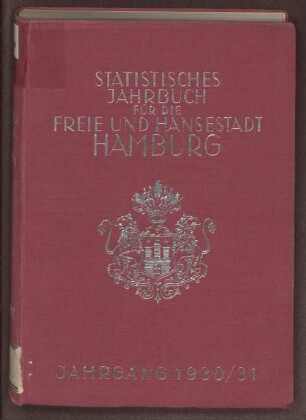 STATISTISCHES
JAHRBUCH
FÜR DIE
FREIE UND HANSESTADT
HAMBURG
JAHRGANG 1930/31